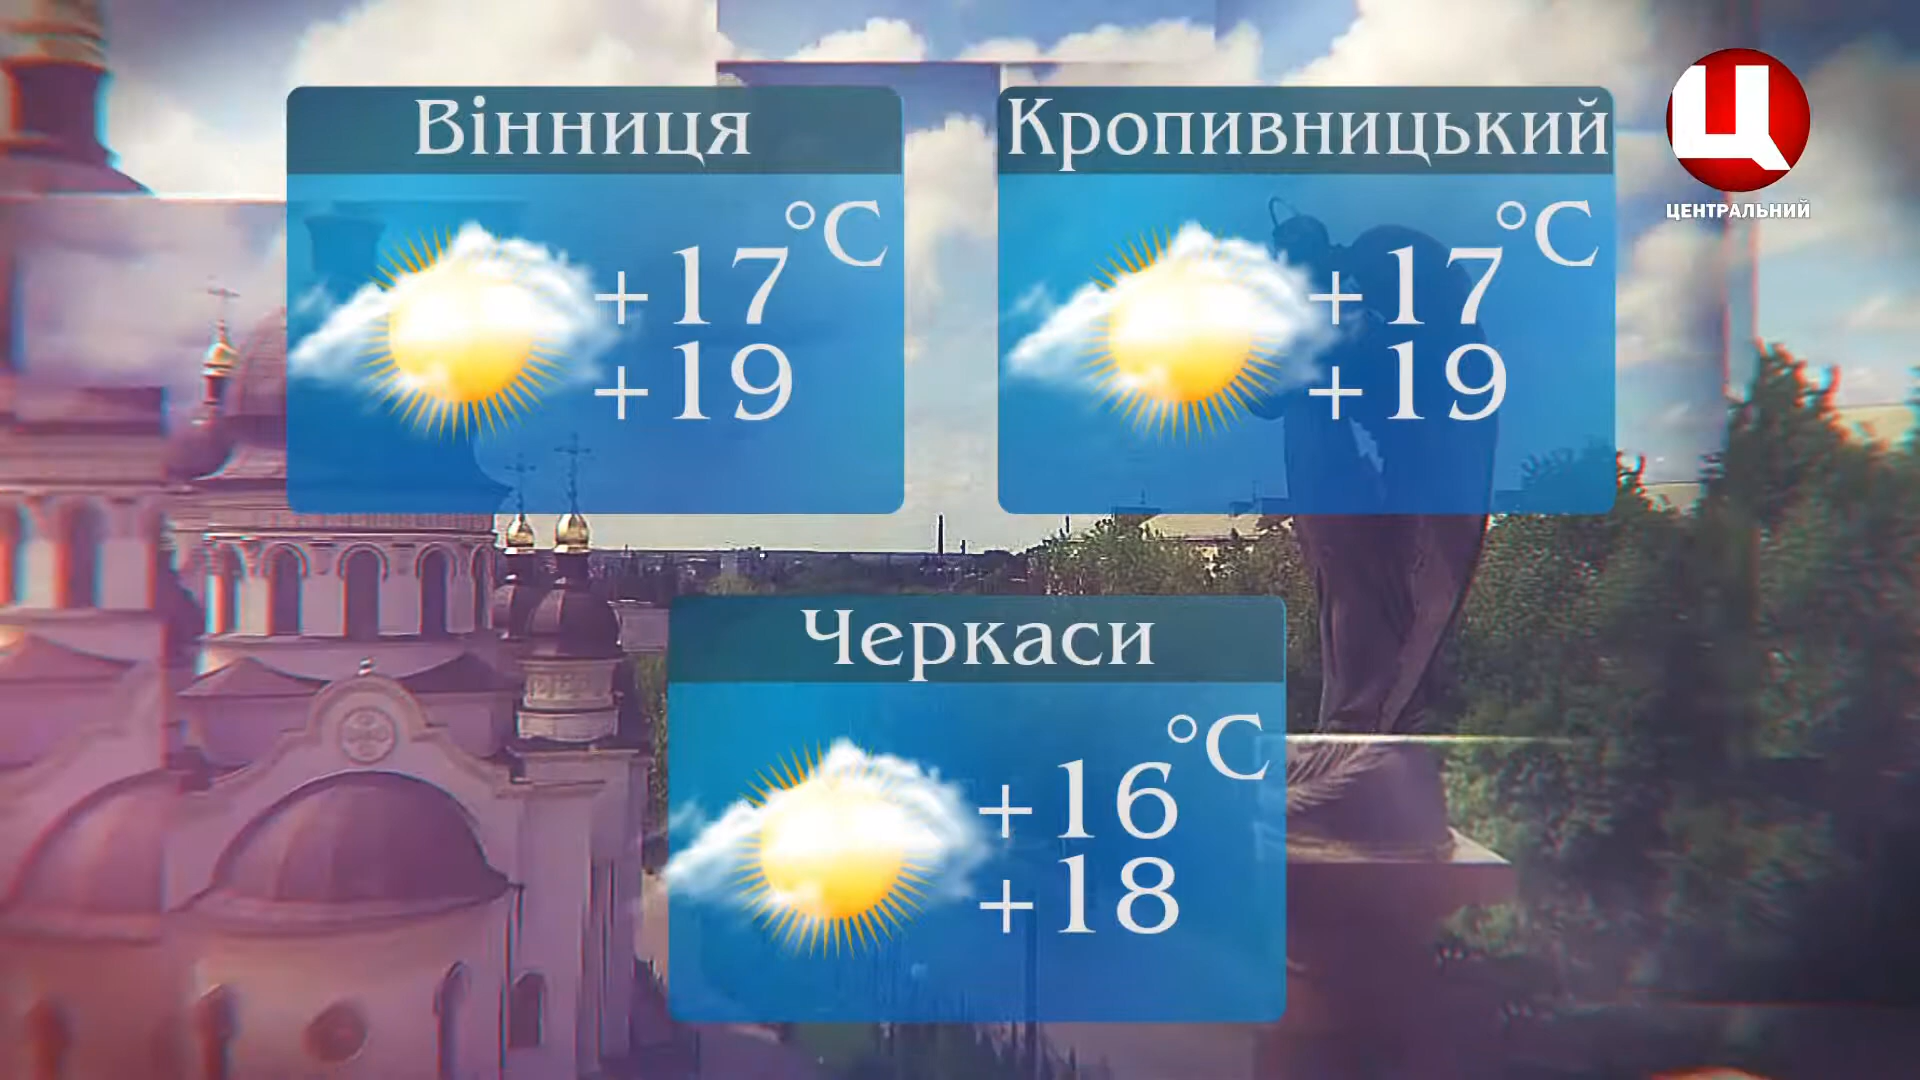 Вінниця
°C
+17
+19
Кропивницький
°C
+17
+19
Ц
ЦЕНТРАЛЬНИЙ
Черкаси
°C
+16
+18